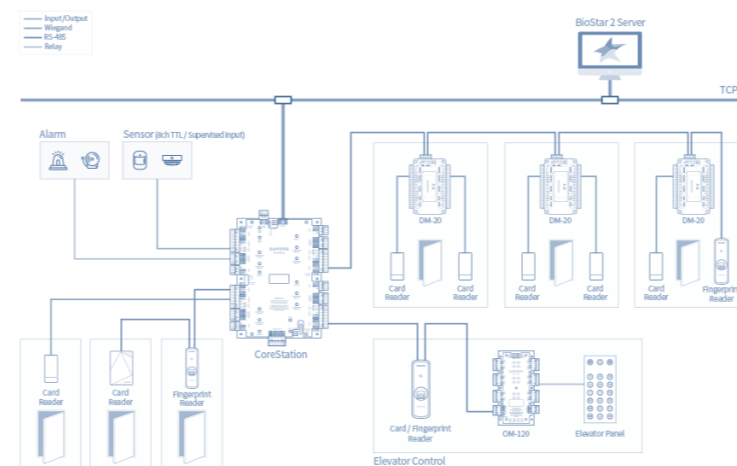 Input/Output
Wiegand
RS-485
Relay
BioStar 2 Server
TCP
Alarm
Sensor (8ch TTL / Supervised Input)
DM-20
DM-20
DM-20
Card
Reader
Card
Reader
Card
Reader
Card
Reader
Card
Reader
Fingerprin
Reader
CoreStation
Card
Reader
Card
Reader
Fingerprint
Reader
Card / Fingerprint
Reader
OM-120
Elevator Panel
Elevator Control